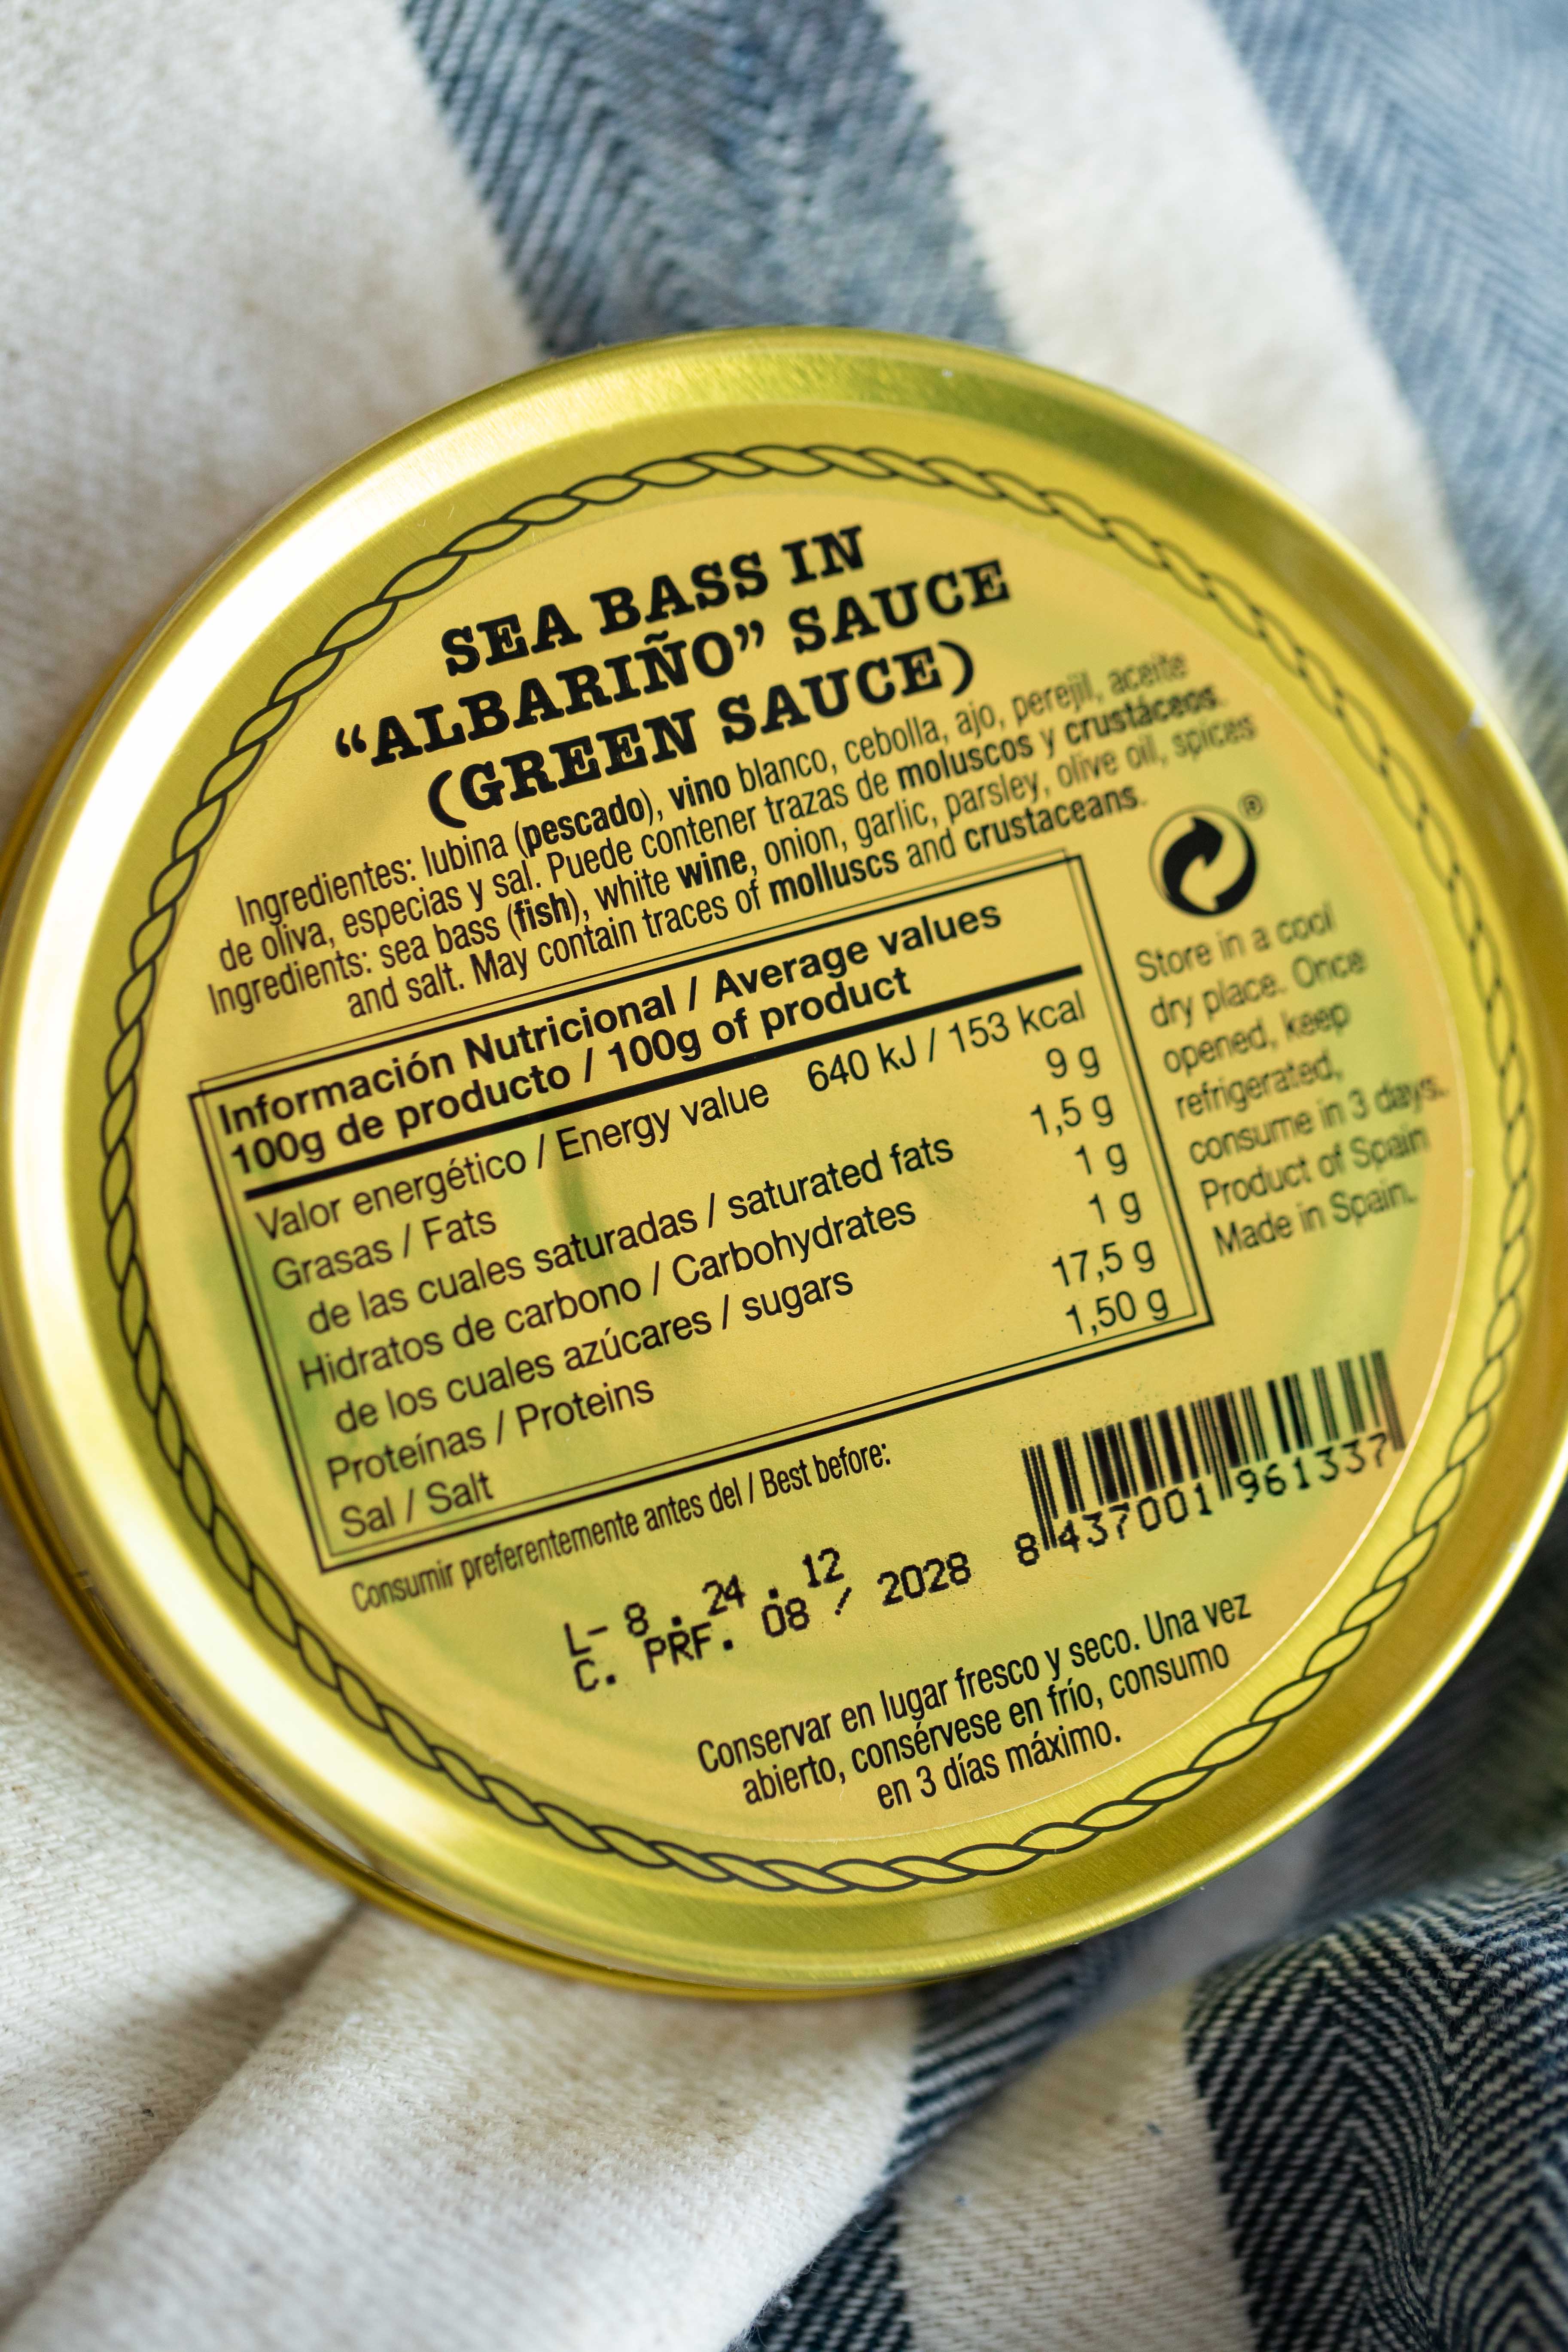 SEA BASS IN
“ALBARIÑO” SAUCE
(GREEN SAUCE)
Ingredientes: lubina (pescado), vino blanco, cebolla, ajo, perejil, aceite
de oliva, especias y sal. Puede contener trazas de moluscos y crustáceos.
Ingredients: sea bass (fish), white wine, onion, garlic, parsley, olive oil, spices
and salt. May contain traces of molluscs and crustaceans.
Información Nutricional / Average values
100g de producto / 100g of product
Valor energético / Energy value 640 kJ / 153 kcal
Grasas / Fats 9 g
de las cuales saturadas / saturated fats 1,5 g
Hidratos de carbono / Carbohydrates 1 g
de los cuales azúcares / sugars 1 g
Proteínas / Proteins 17,5 g
Sal / Salt 1,50 g
®
Store in a cool
dry place. Once
opened, keep
refrigerated,
consume in 3 days.
Product of Spain
Made in Spain.
Consumir preferentemente antes del / Best before:
L- 8 . 24 . 12
C. PRF. 08 / 2028
8 437001 961337
Conservar en lugar fresco y seco. Una vez
abierto, consérvese en frío, consumo
en 3 días máximo.